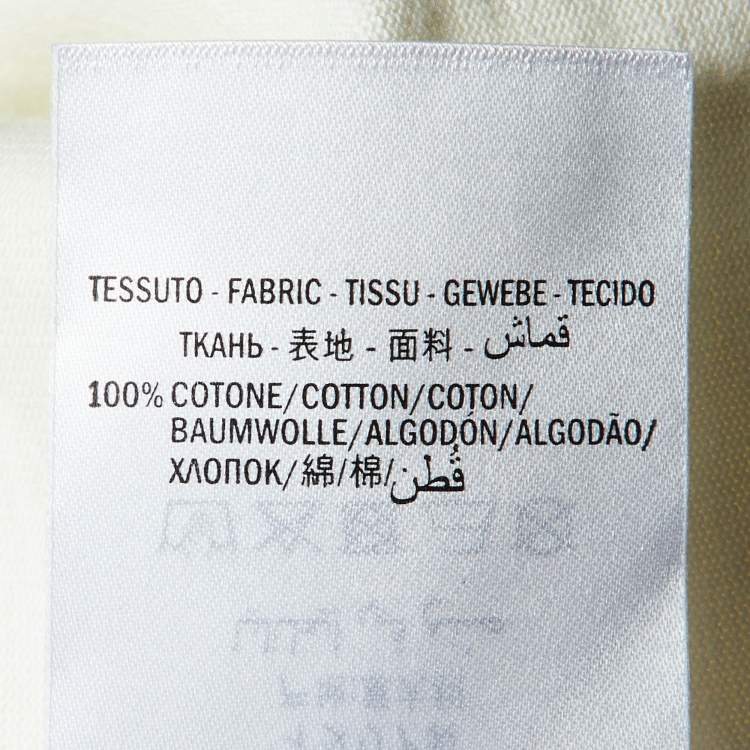 TESSUTO - FABRIC - TISSU - GEWEBE - TECIDO
ТКАНЬ - 表地 - 面料 - قماش
100% COTONE/COTTON/COTON/
BAUMWOLLE/ALGODÓN/ALGODÃO/
ХЛОПОК/綿/棉/قُطن